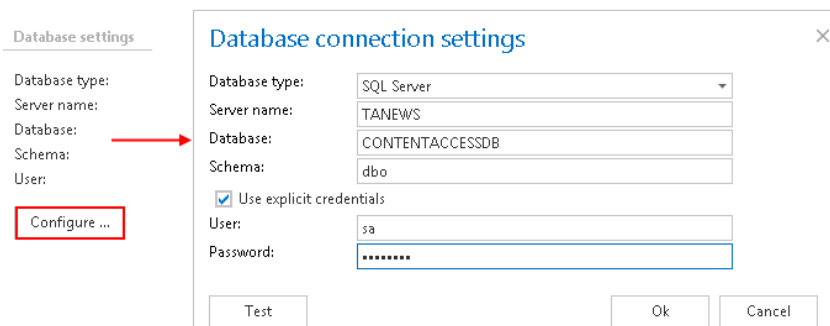 Database settings
Database type:
Server name:
Database:
Schema:
User:
Configure ...
Database connection settings
Database type: SQL Server
Server name: TANEWS
Database: CONTENTACCESSDB
Schema: dbo
Use explicit credentials
User: sa
Password: ••••••••
Test Ok Cancel